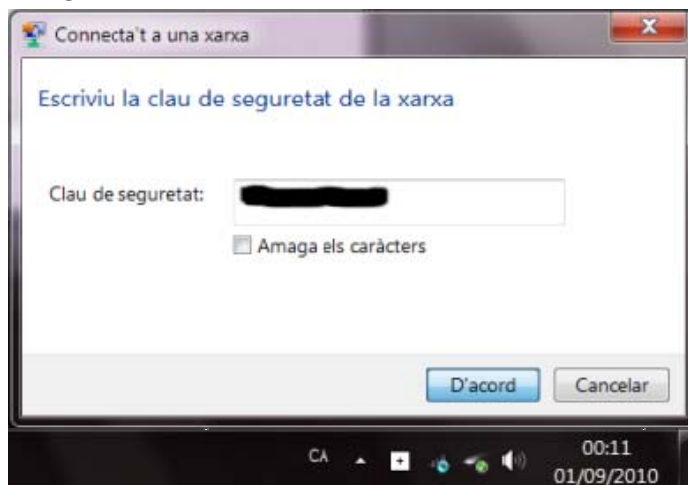 Connecta't a una xarxa
Escriviu la clau de seguretat de la xarxa
Clau de seguretat:
Amaga els caràcters
D'acord
Cancelar
CA
00:11
01/09/2010